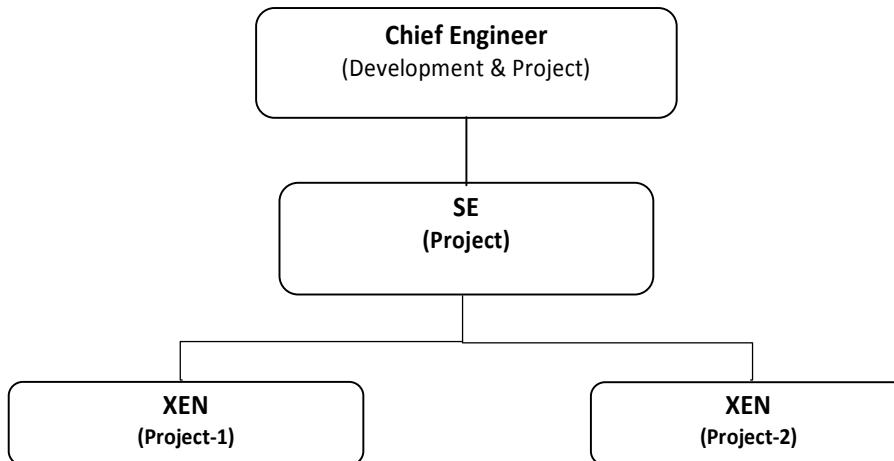 Chief Engineer
(Development & Project)
SE
(Project)
XEN
(Project-1)
XEN
(Project-2)